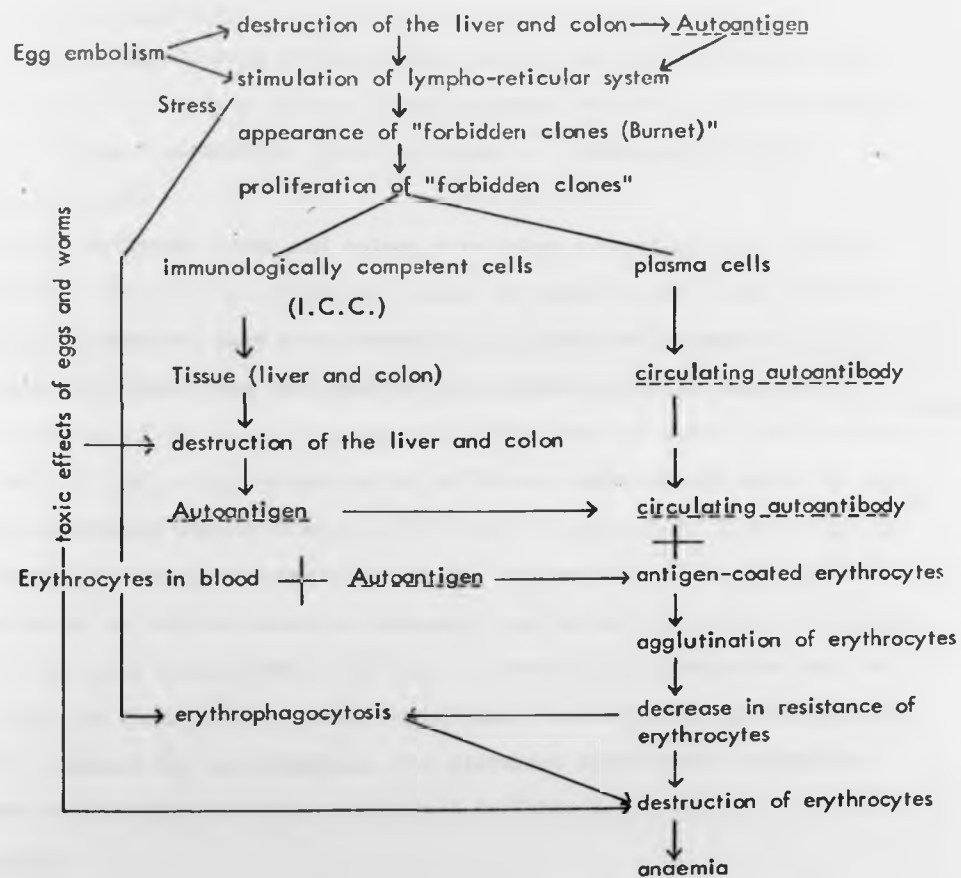 destruction of the liver and colon
Autoantigen
Egg embolism
stimulation of lympho-reticular system
Stress
appearance of "forbidden clones (Burnet)"
proliferation of "forbidden clones"
toxic effects of eggs and worms
immunologically competent cells
(I.C.C.)
plasma cells
Tissue (liver and colon)
circulating autoantibody
destruction of the liver and colon
Autoantigen
circulating autoantibody
Erythrocytes in blood
Autoantigen
antigen-coated erythrocytes
agglutination of erythrocytes
erythrophagocytosis
decrease in resistance of
erythrocytes
destruction of erythrocytes
anaemia